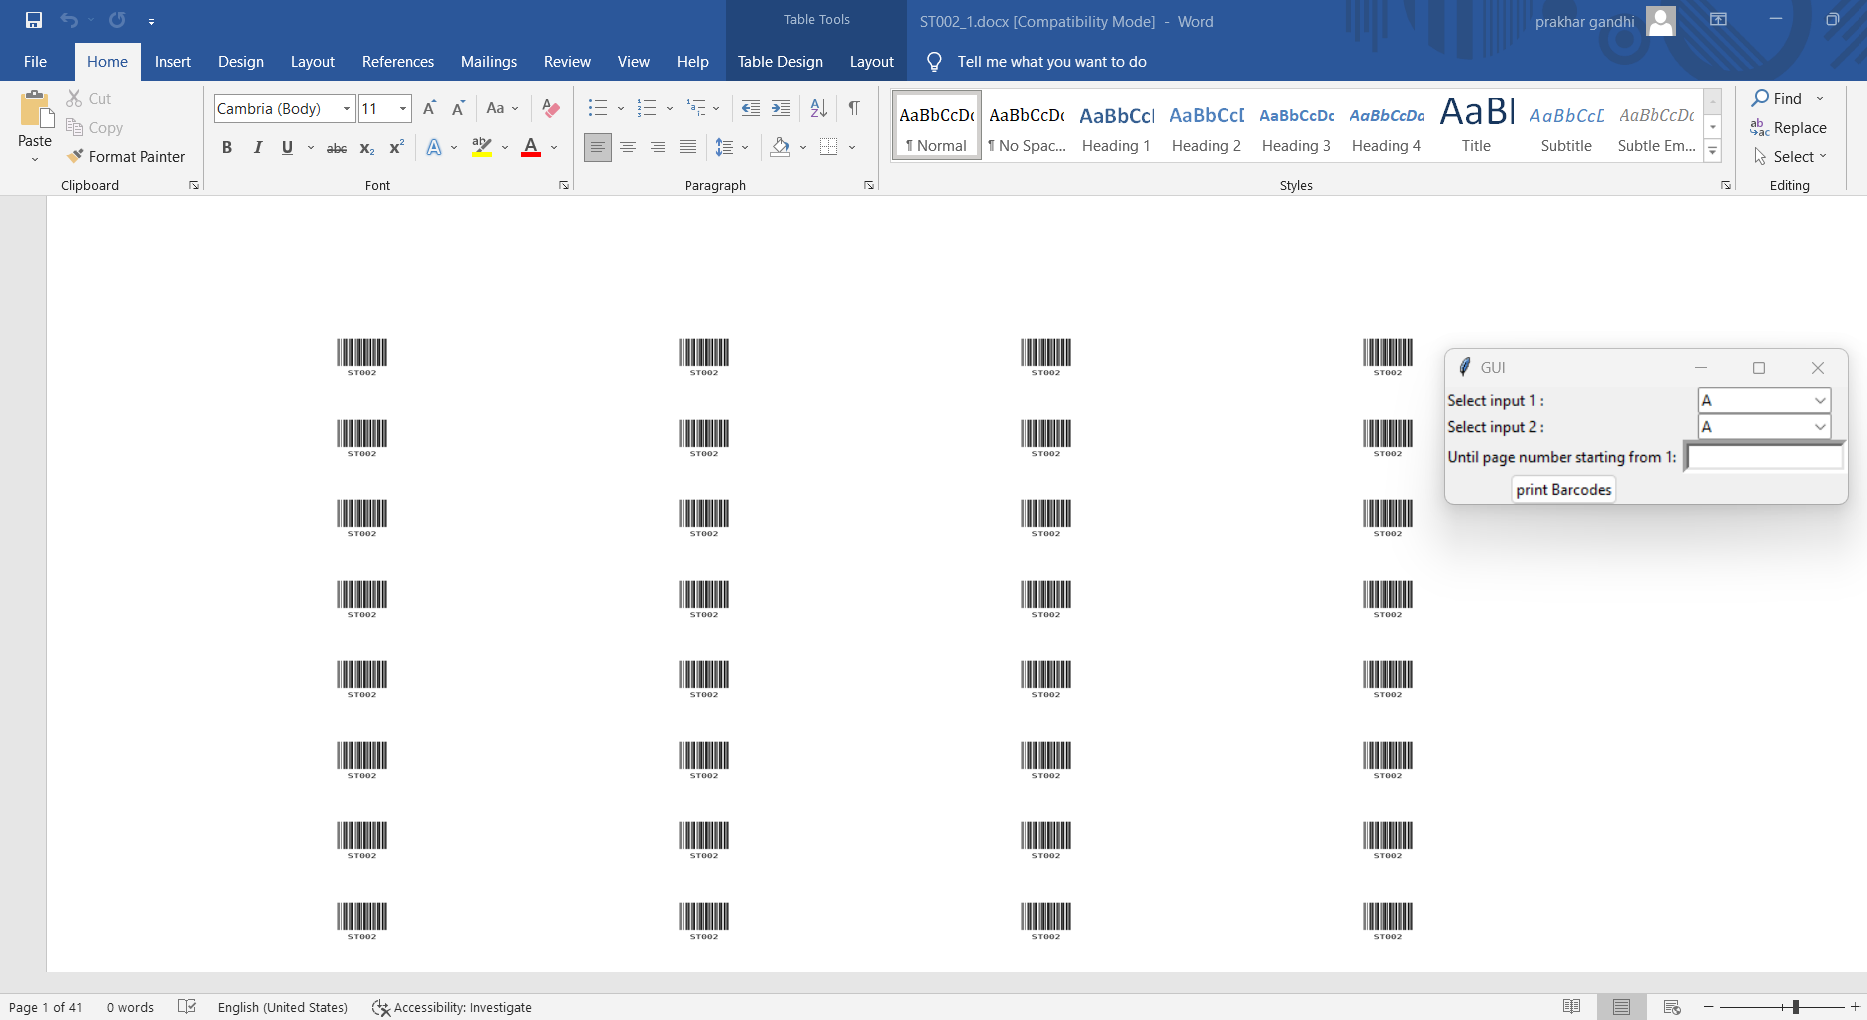 Table Tools
ST002_1.docx [Compatibility Mode] - Word
prakhar gandhi
File Home Insert Design Layout References Mailings Review View Help Table Design Layout Tell me what you want to do
Paste
Cut
Copy
Format Painter
Clipboard
Cambria (Body) 11
Aa
B I U abc x₂ x² A ab A
Font
Paragraph
AaBbCcDc AaBbCcDc AaBbCcI AaBbCcI AaBbCcDc AaBbCcDc AaBI AaBbCcL AaBbCcDc
¶ Normal ¶ No Spac... Heading 1 Heading 2 Heading 3 Heading 4 Title Subtitle Subtle Em...
Styles
Find
Replace
Select
Editing
ST002 ST002 ST002 ST002
ST002 ST002 ST002 ST002
ST002 ST002 ST002 ST002
ST002 ST002 ST002 ST002
ST002 ST002 ST002 ST002
ST002 ST002 ST002 ST002
ST002 ST002 ST002 ST002
ST002 ST002 ST002 ST002
GUI
Select input 1 : A
Select input 2 : A
Until page number starting from 1:
print Barcodes
Page 1 of 41 0 words English (United States) Accessibility: Investigate